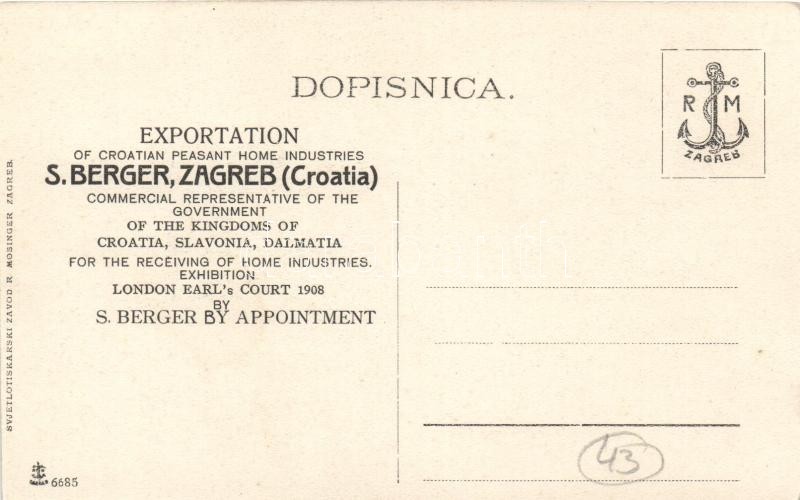 DOPISNICA.
R M
ZAGREB
EXPORTATION
OF CROATIAN PEASANT HOME INDUSTRIES
S. BERGER, ZAGREB (Croatia)
COMMERCIAL REPRESENTATIVE OF THE
GOVERNMENT
OF THE KINGDOMS OF
CROATIA, SLAVONIA, DALMATIA
FOR THE RECEIVING OF HOME INDUSTRIES.
EXHIBITION
LONDON EARL's COURT 1908
BY
S. BERGER BY APPOINTMENT
SVJETLOTISKARSKI ZAVOD R. MOSINGER ZAGREB.
6685
43